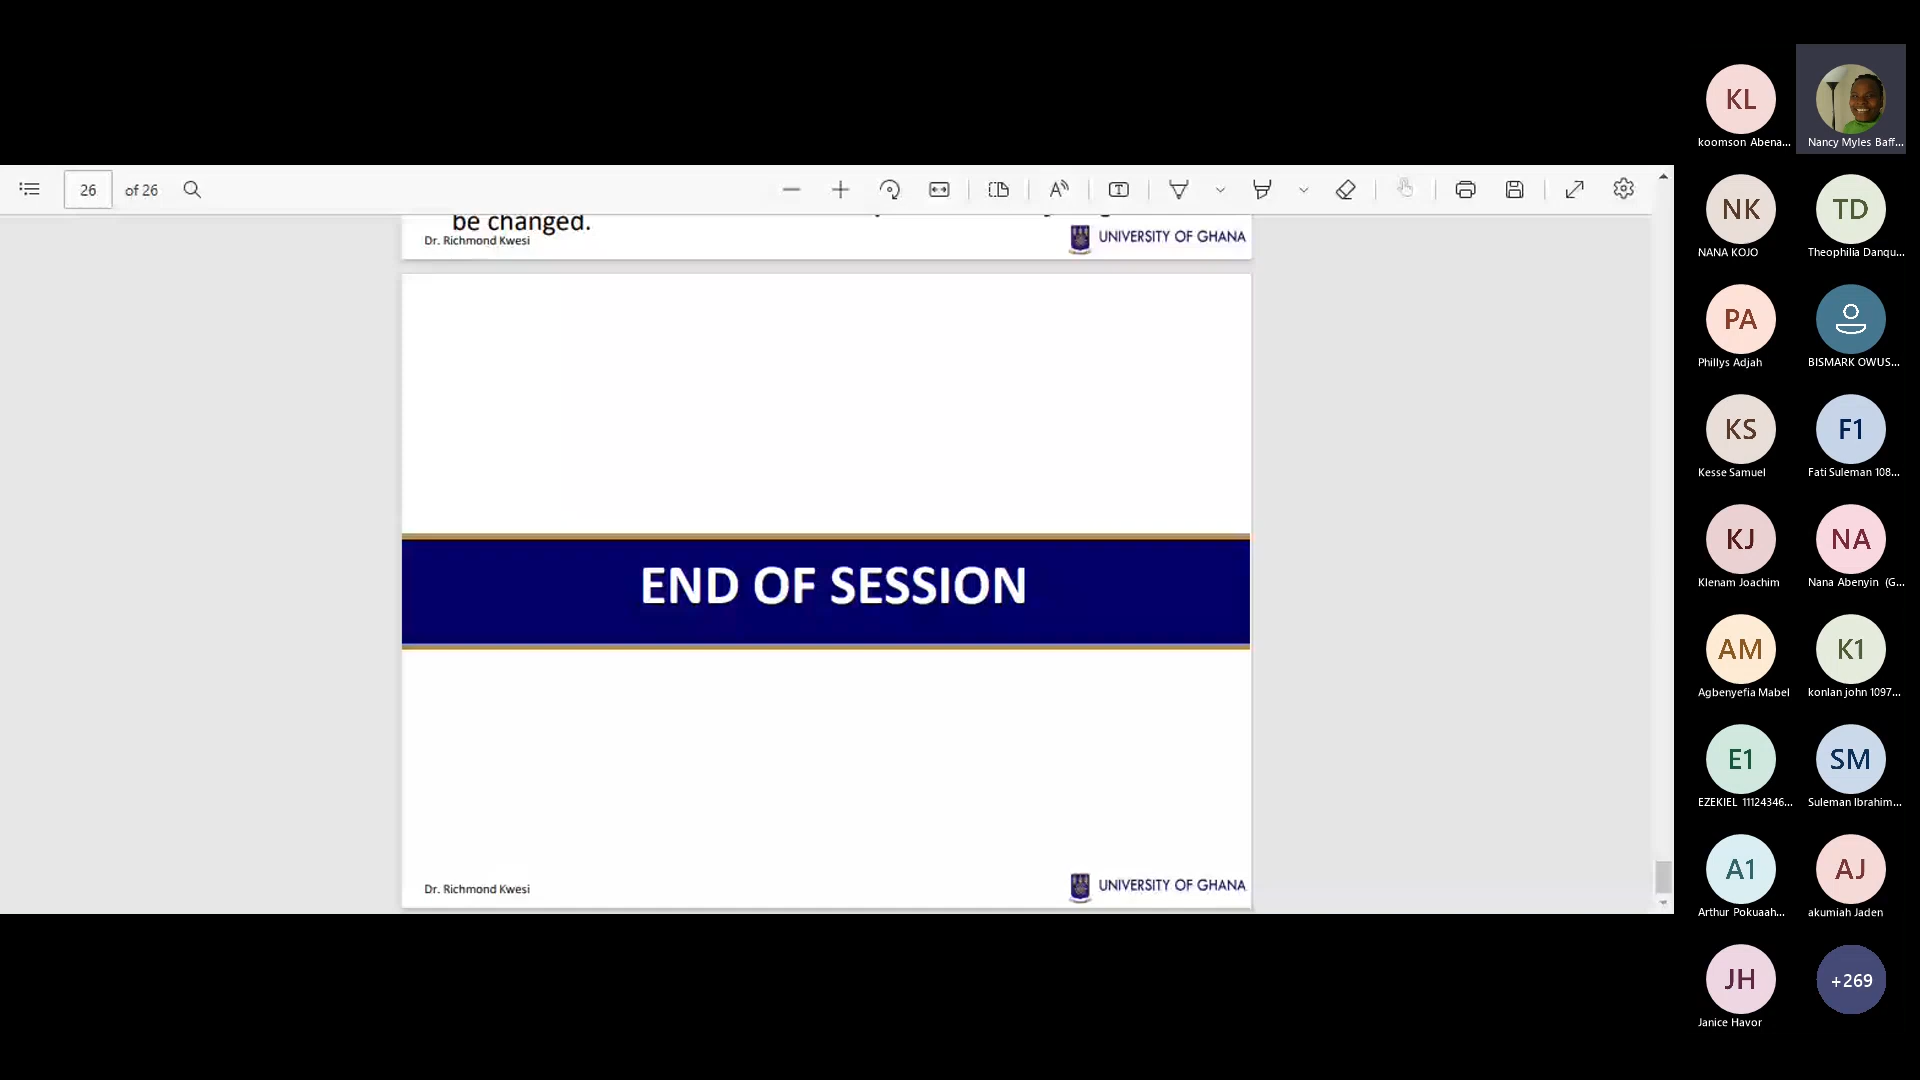 26 of 26
be changed.
Dr. Richmond Kwesi
UNIVERSITY OF GHANA
END OF SESSION
Dr. Richmond Kwesi
UNIVERSITY OF GHANA
KL
koomson Abena...
Nancy Myles Baff...
NK
TD
NANA KOJO
Theophilia Danqu...
PA
Phillys Adjah
BISMARK OWUS...
KS
F1
Kesse Samuel
Fati Suleman 108...
KJ
NA
Klenam Joachim
Nana Abenyin (G...
AM
K1
Agbenyefia Mabel
konlan john 1097...
E1
SM
EZEKIEL 11124346...
Suleman Ibrahim...
A1
AJ
Arthur Pokuaah...
akumiah Jaden
JH
+269
Janice Havor